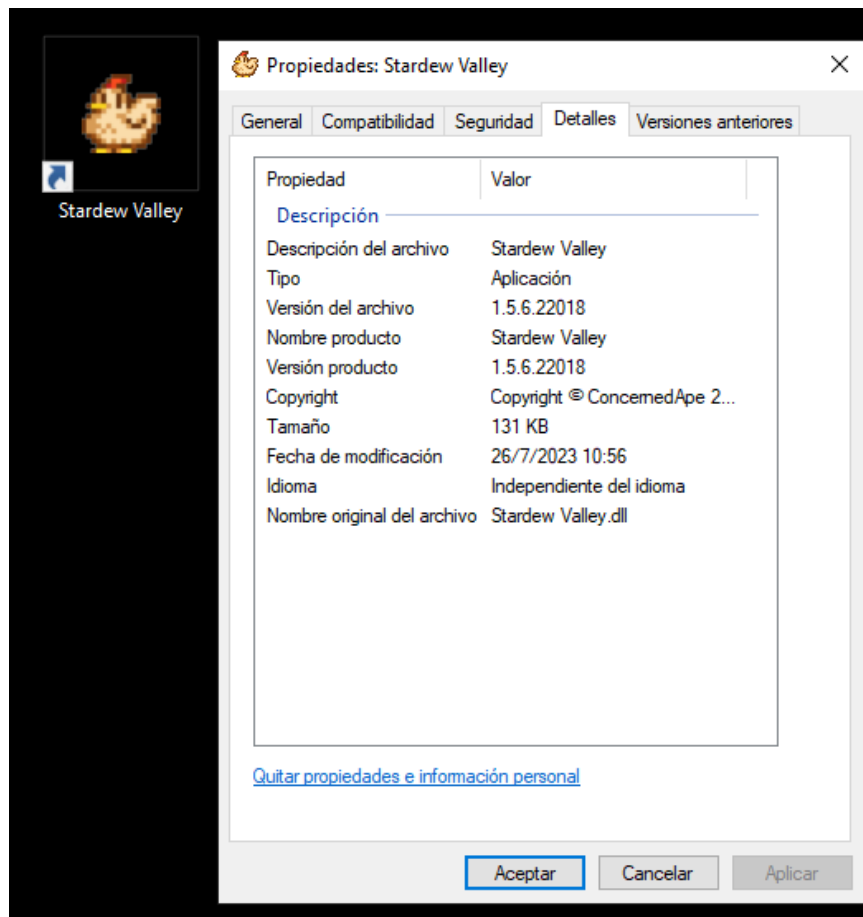 Stardew Valley
Propiedades: Stardew Valley
General Compatibilidad Seguridad Detalles Versiones anteriores
Propiedad Valor
Descripción
Descripción del archivo Stardew Valley
Tipo Aplicación
Versión del archivo 1.5.6.22018
Nombre producto Stardew Valley
Versión producto 1.5.6.22018
Copyright Copyright © ConcernedApe 2...
Tamaño 131 KB
Fecha de modificación 26/7/2023 10:56
Idioma Independiente del idioma
Nombre original del archivo Stardew Valley.dll
Quitar propiedades e información personal
Aceptar Cancelar Aplicar